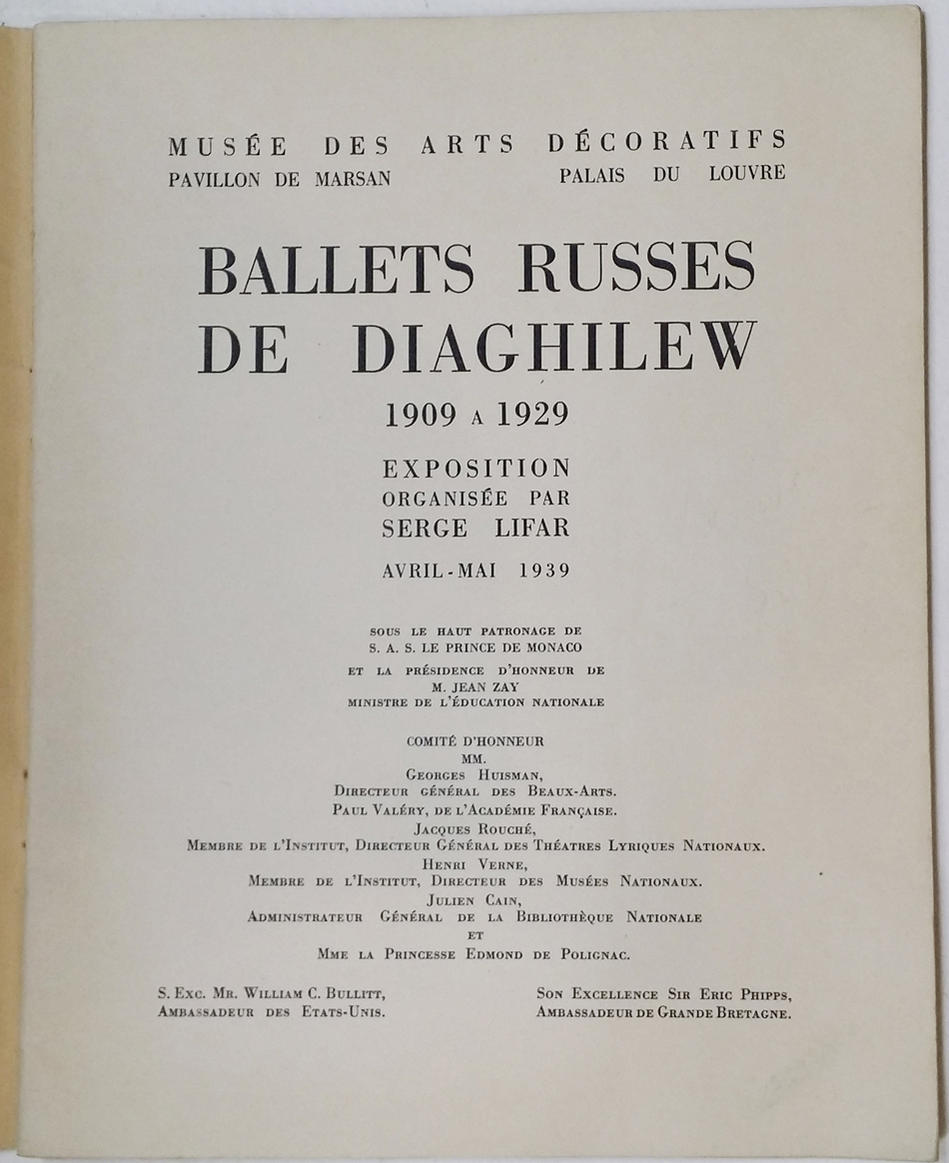 MUSÉE DES ARTS DÉCORATIFS
PAVILLON DE MARSAN PALAIS DU LOUVRE
BALLETS RUSSES
DE DIAGHILEW
1909 A 1929
EXPOSITION
ORGANISÉE PAR
SERGE LIFAR
AVRIL-MAI 1939
SOUS LE HAUT PATRONAGE DE
S. A. S. LE PRINCE DE MONACO
ET LA PRÉSIDENCE D'HONNEUR DE
M. JEAN ZAY
MINISTRE DE L'ÉDUCATION NATIONALE
COMITÉ D'HONNEUR
MM.
GEORGES HUISMAN,
DIRECTEUR GÉNÉRAL DES BEAUX-ARTS.
PAUL VALÉRY, DE L'ACADÉMIE FRANÇAISE.
JACQUES ROUCHÉ,
MEMBRE DE L'INSTITUT, DIRECTEUR GÉNÉRAL DES THÉATRES LYRIQUES NATIONAUX.
HENRI VERNE,
MEMBRE DE L'INSTITUT, DIRECTEUR DES MUSÉES NATIONAUX.
JULIEN CAIN,
ADMINISTRATEUR GÉNÉRAL DE LA BIBLIOTHÈQUE NATIONALE
ET
MME LA PRINCESSE EDMOND DE POLIGNAC.
S. EXC. MR. WILLIAM C. BULLITT,
AMBASSADEUR DES ETATS-UNIS.
SON EXCELLENCE SIR ERIC PHIPPS,
AMBASSADEUR DE GRANDE BRETAGNE.